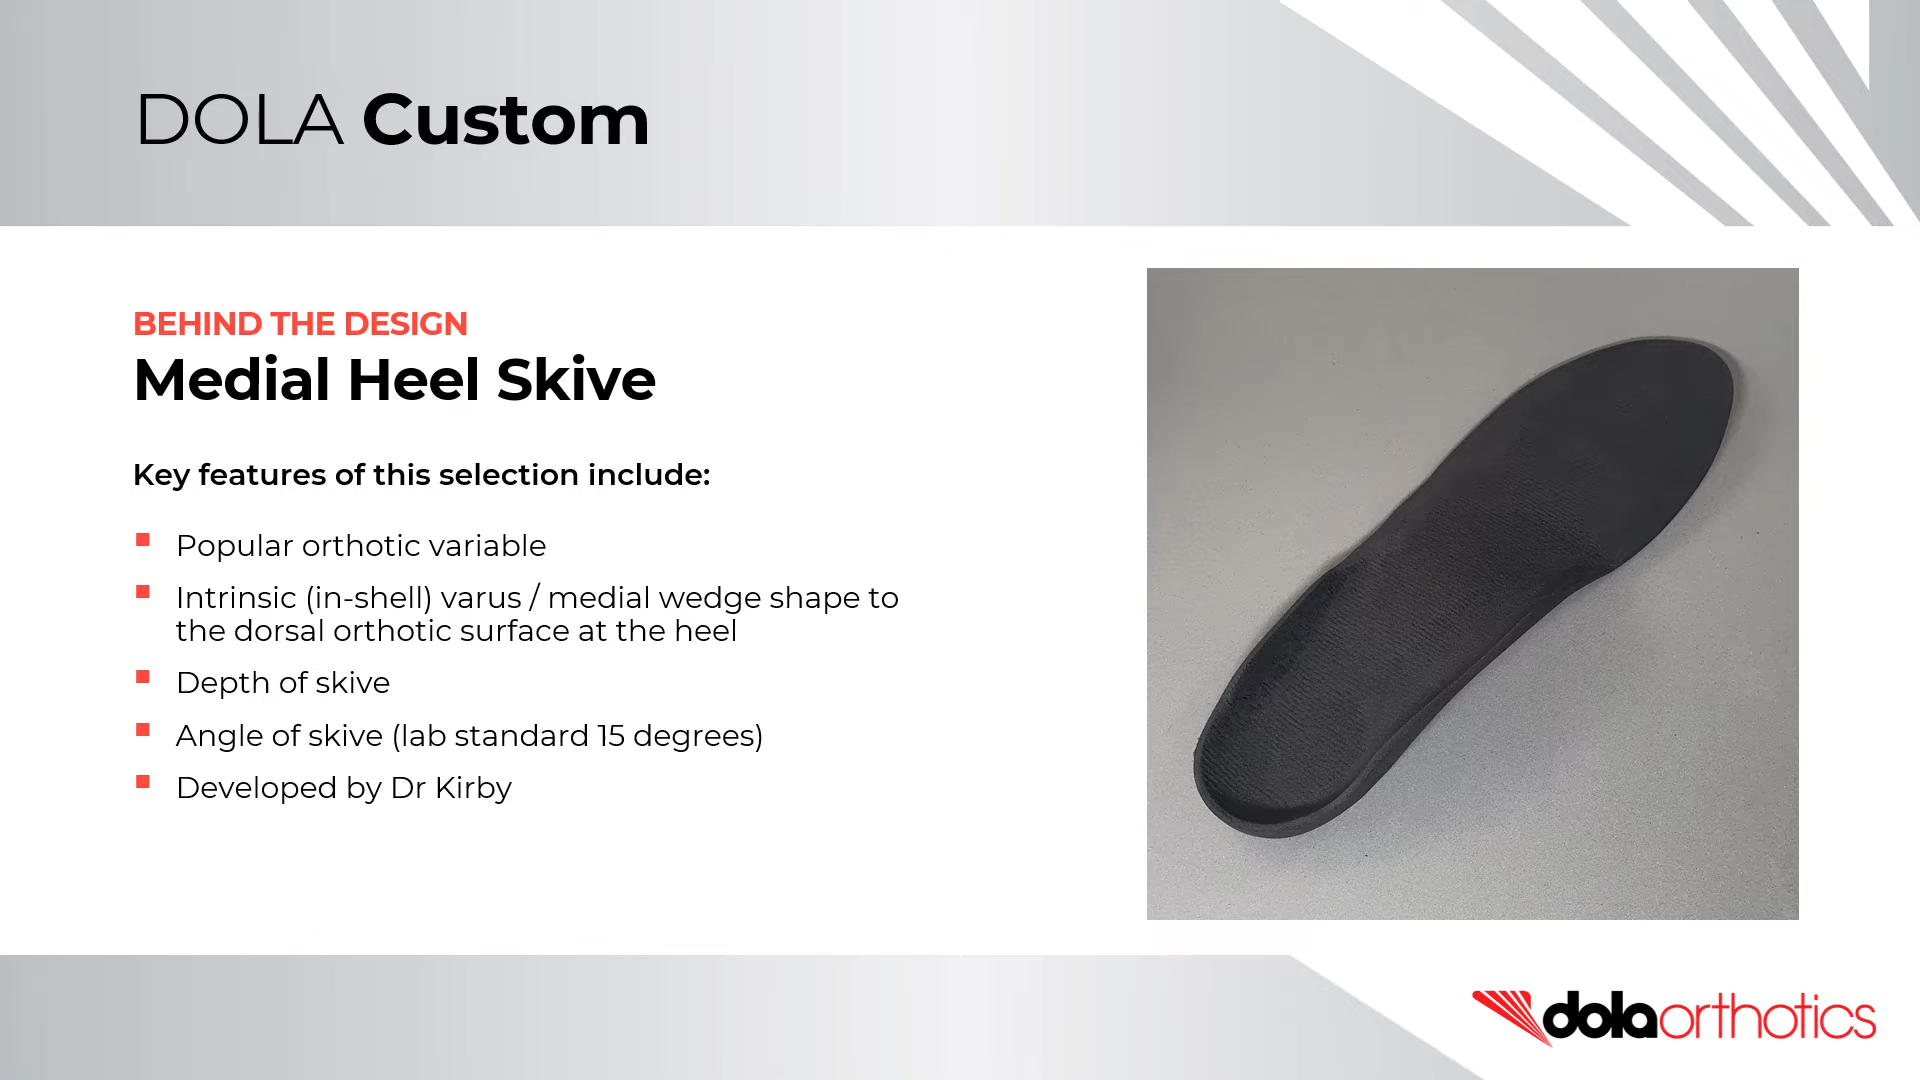 DOLA Custom
BEHIND THE DESIGN
Medial Heel Skive
Key features of this selection include:
Popular orthotic variable
Intrinsic (in-shell) varus / medial wedge shape to
the dorsal orthotic surface at the heel
Depth of skive
Angle of skive (lab standard 15 degrees)
Developed by Dr Kirby
dolaorthotics